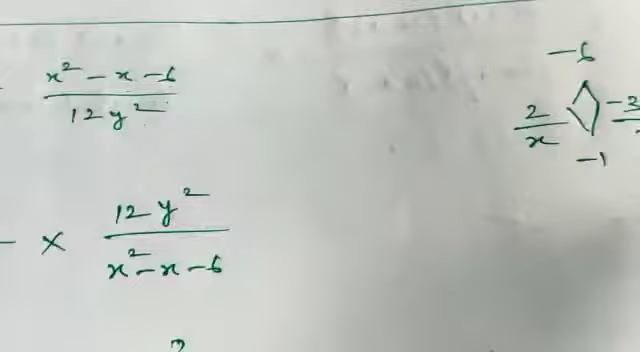 x² - x - 6
12y²
-6
2/x
-3
-1
- × 12y²
x² - x - 6